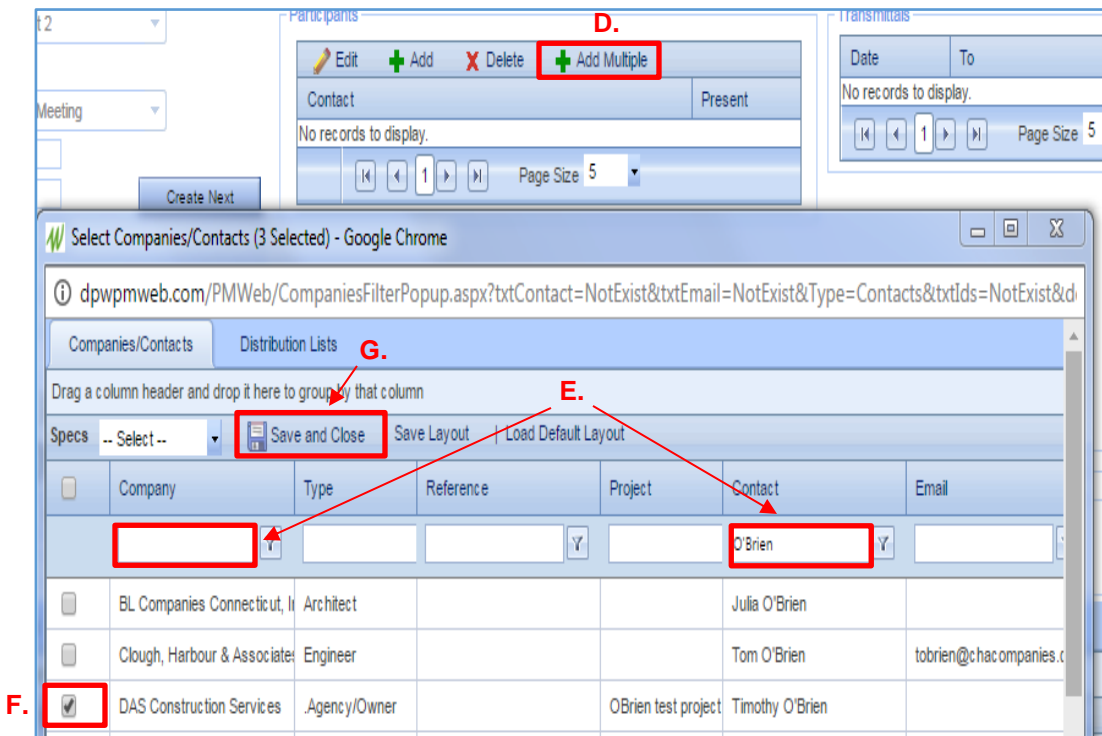 t 2
Participants
D.
Transmittals
Edit Add Delete Add Multiple
Date To
Contact Present
No records to display.
No records to display.
Meeting
1 Page Size 5
1 Page Size 5
Create Next
Select Companies/Contacts (3 Selected) - Google Chrome
dpwpmweb.com/PMWeb/CompaniesFilterPopup.aspx?txtContact=NotExist&txtEmail=NotExist&Type=Contacts&txtIds=NotExist&d
Companies/Contacts Distribution Lists
G.
Drag a column header and drop it here to group by that column
E.
Specs -- Select -- Save and Close Save Layout | Load Default Layout
Company Type Reference Project Contact Email
O'Brien
BL Companies Connecticut, I Architect Julia O'Brien
Clough, Harbour & Associates Engineer Tom O'Brien tobrien@chacompanies.c
F. DAS Construction Services .Agency/Owner OBrien test project Timothy O'Brien